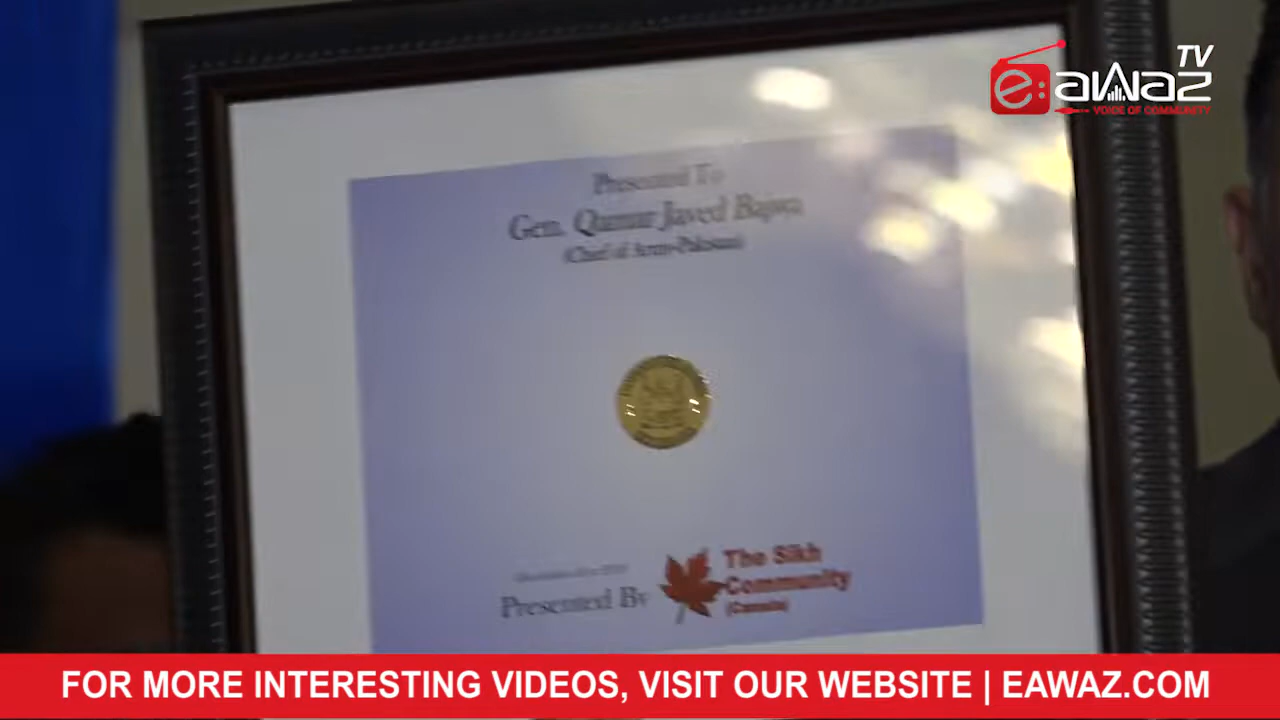 TV
e:awaz
VOICE OF COMMUNITY
Presented To
Gen. Qamar Javed Bajwa
(Chief of Army-Pakistan)
Presented By
The Sikh
Community
(Canada)
FOR MORE INTERESTING VIDEOS, VISIT OUR WEBSITE | EAWAZ.COM